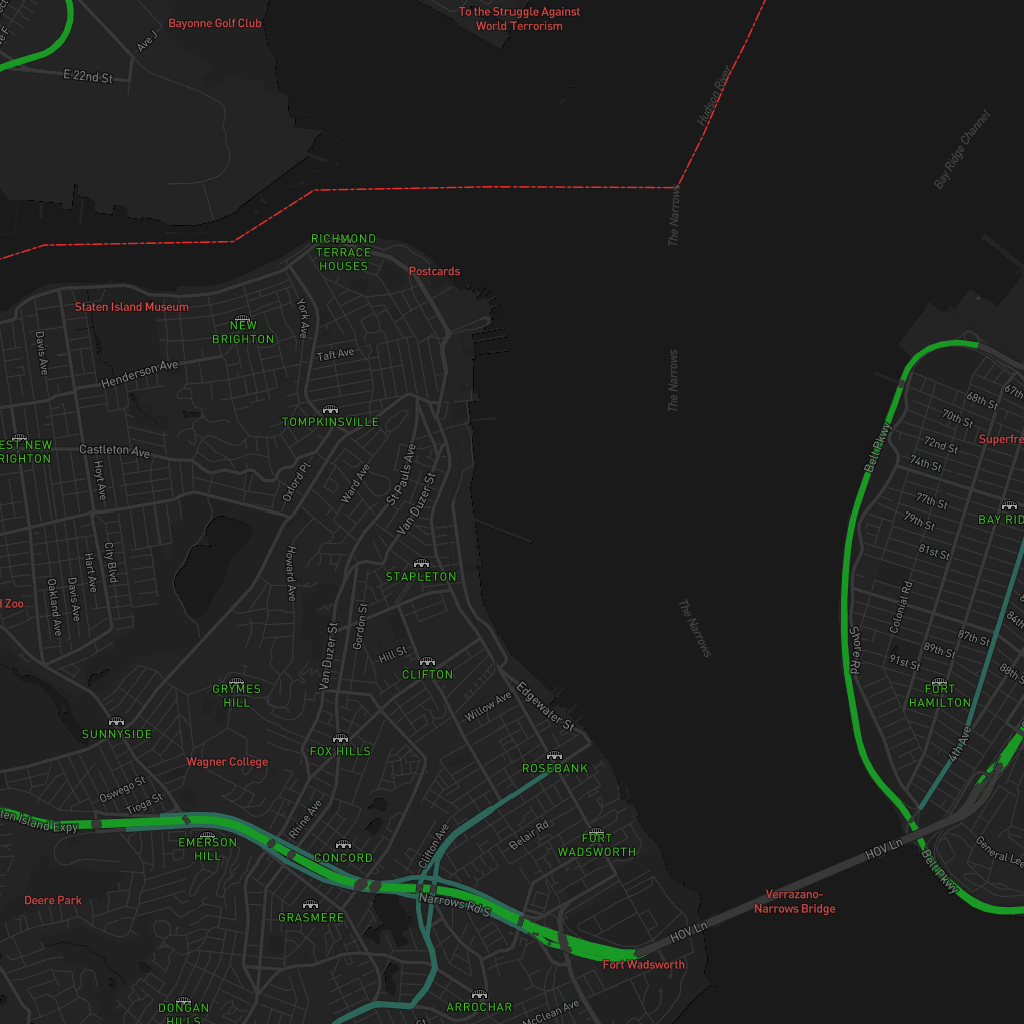 Bayonne Golf Club
To the Struggle Against
World Terrorism
Ave J
Ave F
E 22nd St
Hudson River
Bay Ridge Channel
The Narrows
RICHMOND
TERRACE
HOUSES
Postcards
Staten Island Museum
York Ave
NEW
BRIGHTON
Davis Ave
Taft Ave
Henderson Ave
The Narrows
67th
68th St
70th St
72nd St
74th St
Superfre
Belt Pkwy
TOMPKINSVILLE
EST NEW
RIGHTON
Castleton Ave
Hoyt Ave
Oxford Pl
Ward Ave
St Pauls Ave
Van Duzer St
77th St
79th St
81st St
BAY RID
City Blvd
Hart Ave
Davis Ave
Oakland Ave
Howard Ave
STAPLETON
d Zoo
Gordon St
Van Duzer St
Hill St
CLIFTON
The Narrows
Colonial Rd
Shore Rd
84th
87th St
89th St
91st St
88th St
FORT
HAMILTON
GRYMES
HILL
Willow Ave
Edgewater St
SUNNYSIDE
FOX HILLS
Wagner College
ROSEBANK
4th Ave
Oswego St
Tioga St
ten Island Expy
Rhine Ave
EMERSON
HILL
CONCORD
Clifton Ave
Belair Rd
FORT
WADSWORTH
HOV Ln
General Lee
Belt Pkwy
Deere Park
GRASMERE
Narrows Rd S
Verrazano-
Narrows Bridge
HOV Ln
Fort Wadsworth
DONGAN
HILLS
ARROCHAR
McClean Ave
St